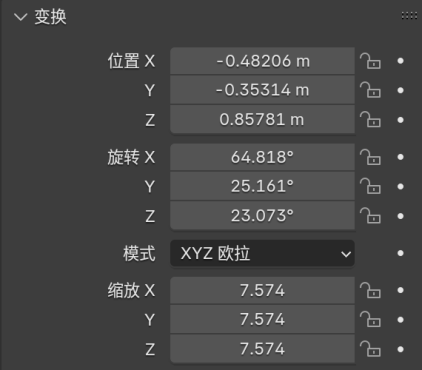 变换
位置 X -0.48206 m
Y -0.35314 m
Z 0.85781 m
旋转 X 64.818°
Y 25.161°
Z 23.073°
模式 XYZ 欧拉
缩放 X 7.574
Y 7.574
Z 7.574